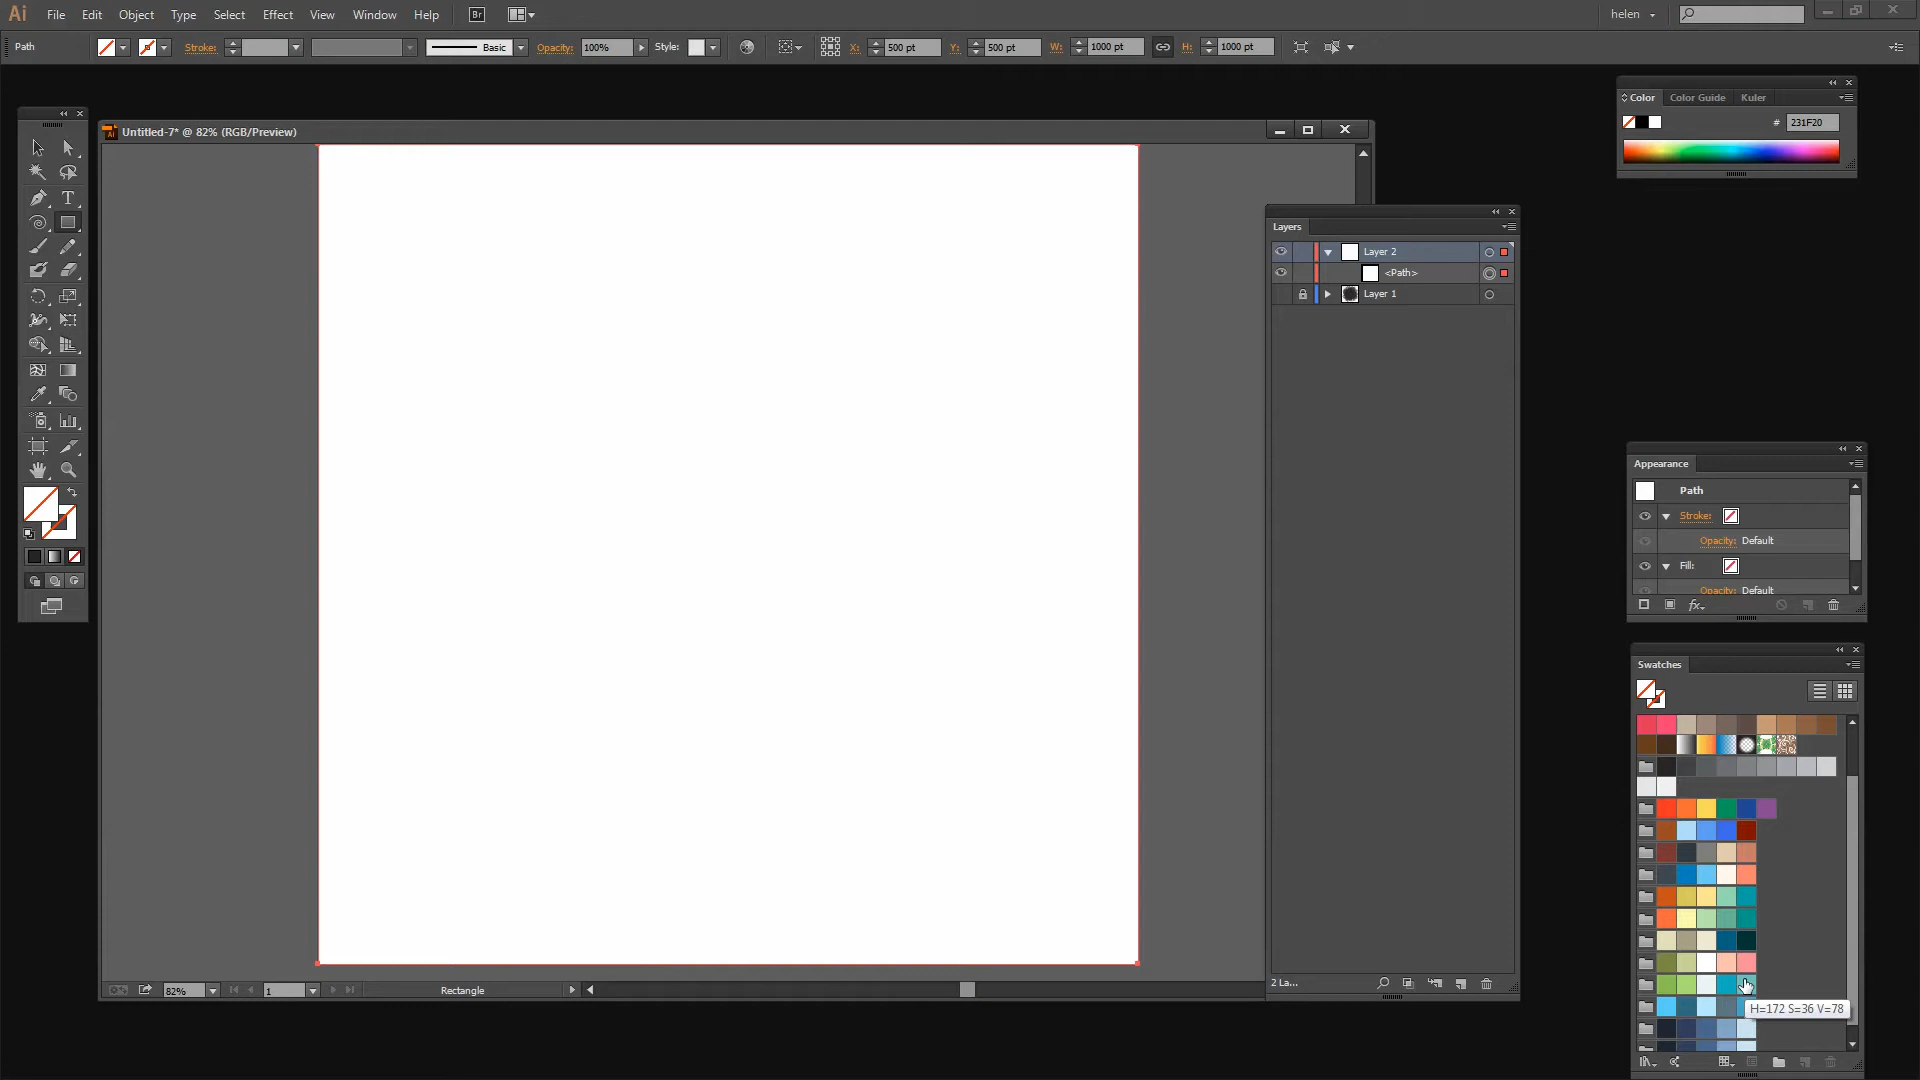 Ai File Edit Object Type Select Effect View Window Help Br helen
Path Stroke: Basic Opacity: 100% Style: X: 500 pt Y: 500 pt W: 1000 pt H: 1000 pt
Color Color Guide Kuler
# 231F20
Untitled-7* @ 82% (RGB/Preview)
Layers
Layer 2
<Path>
Layer 1
2 La...
Appearance
Path
Stroke:
Opacity: Default
Fill:
Opacity: Default
fx
Swatches
H=172 S=36 V=78
82% 1 Rectangle